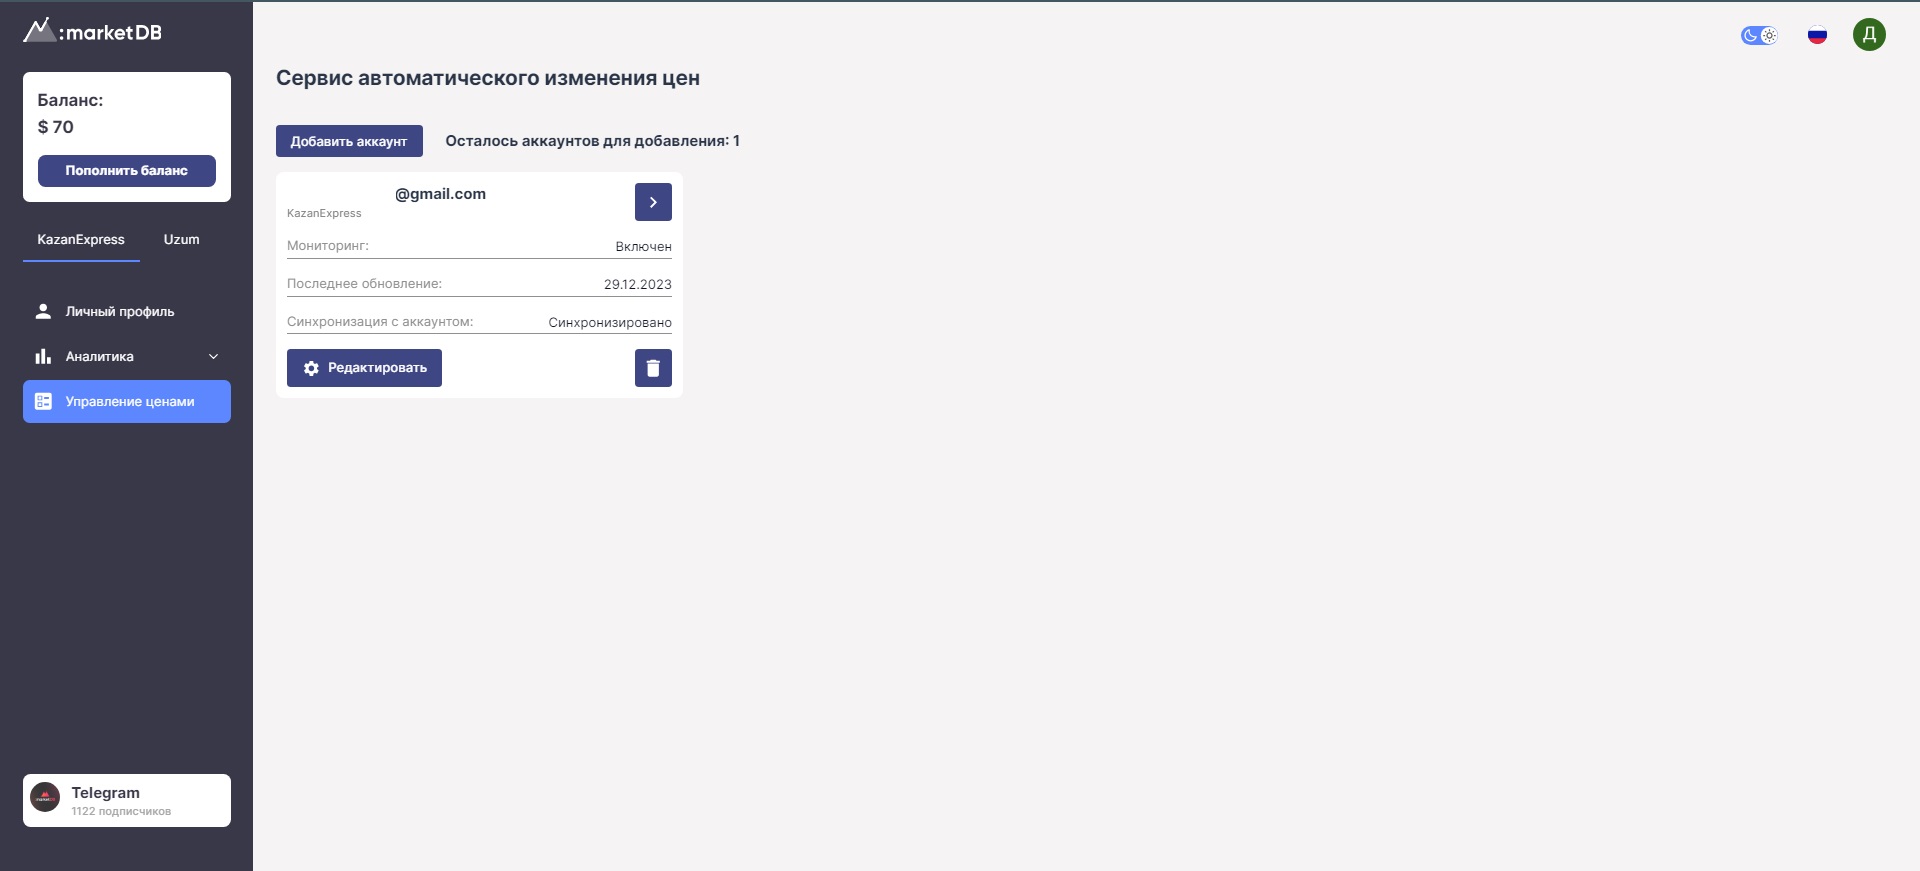 :marketDB
Баланс:
$ 70
Пополнить баланс
KazanExpress
Uzum
Личный профиль
Аналитика
Управление ценами
Telegram
1122 подписчиков
Д
Сервис автоматического изменения цен
Добавить аккаунт
Осталось аккаунтов для добавления: 1
@gmail.com
KazanExpress
Мониторинг: Включен
Последнее обновление: 29.12.2023
Синхронизация с аккаунтом: Синхронизировано
Редактировать